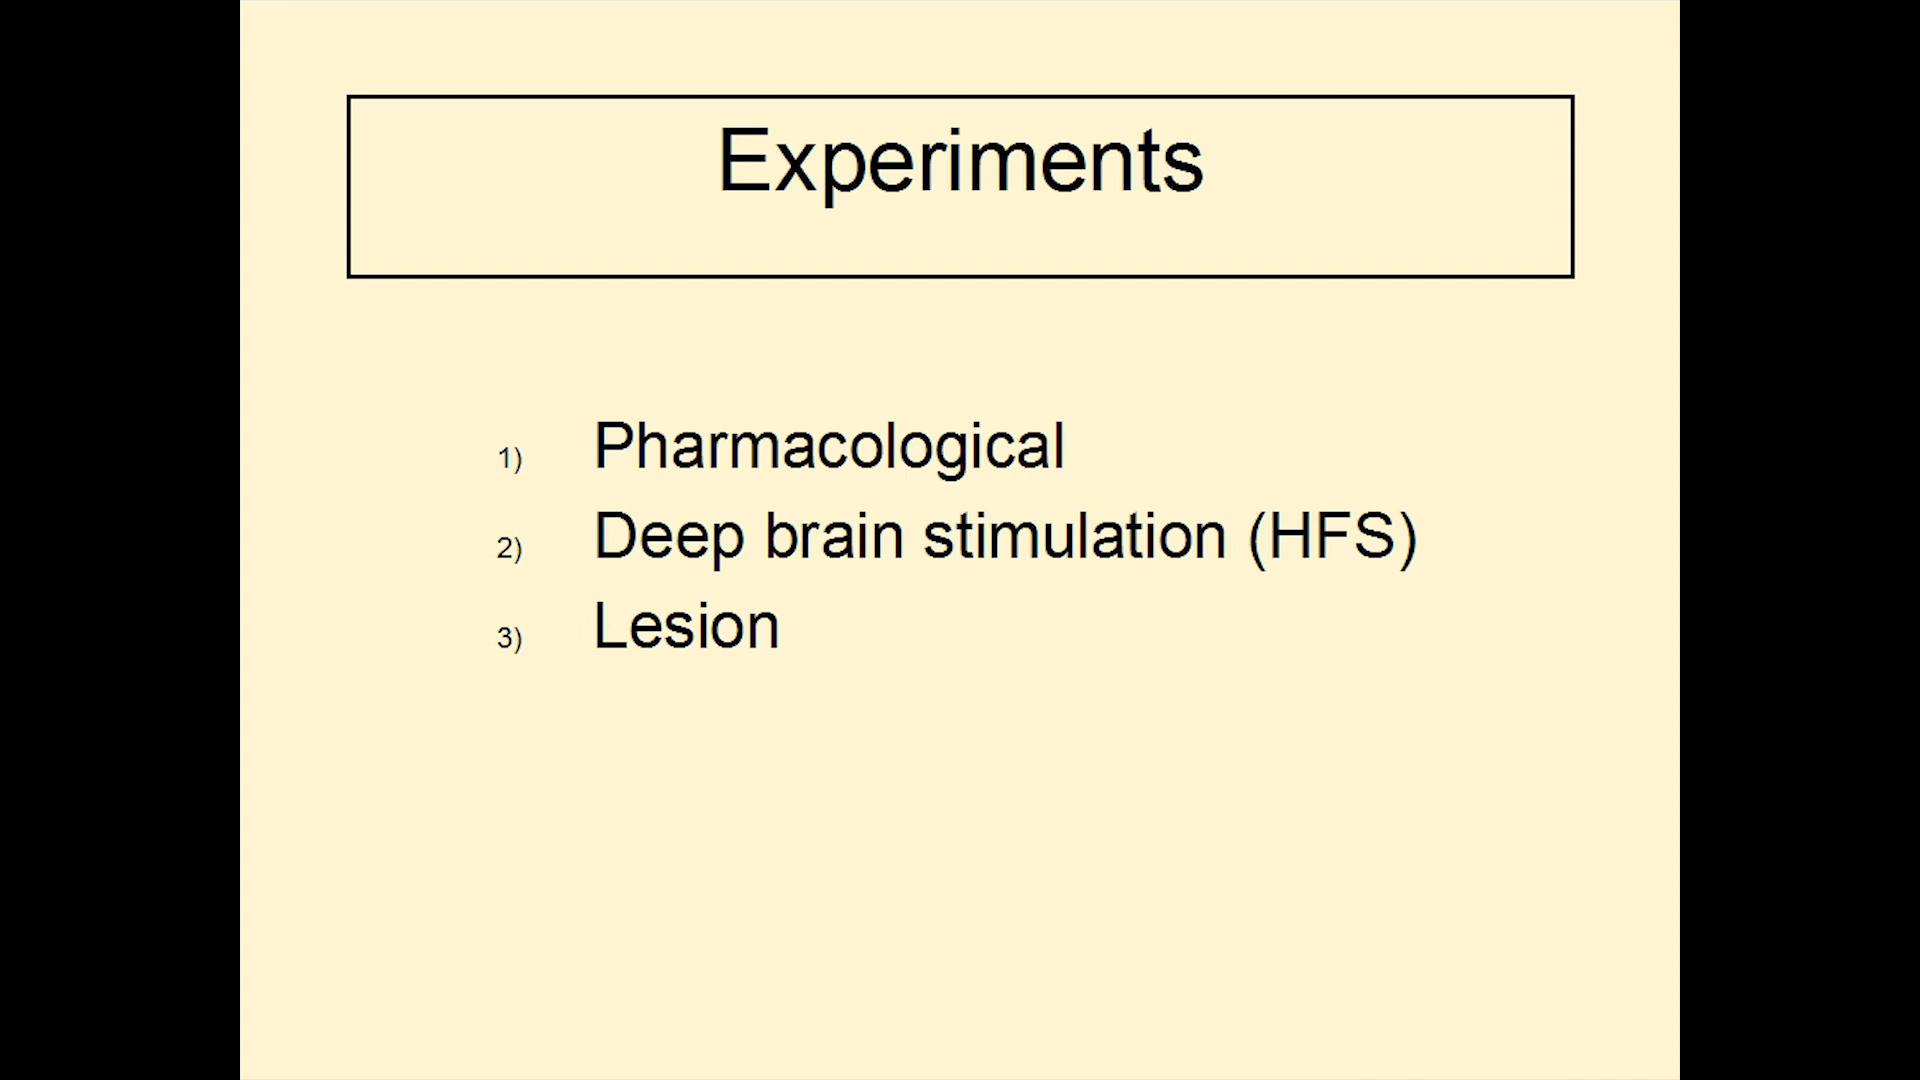 Experiments
1) Pharmacological
2) Deep brain stimulation (HFS)
3) Lesion